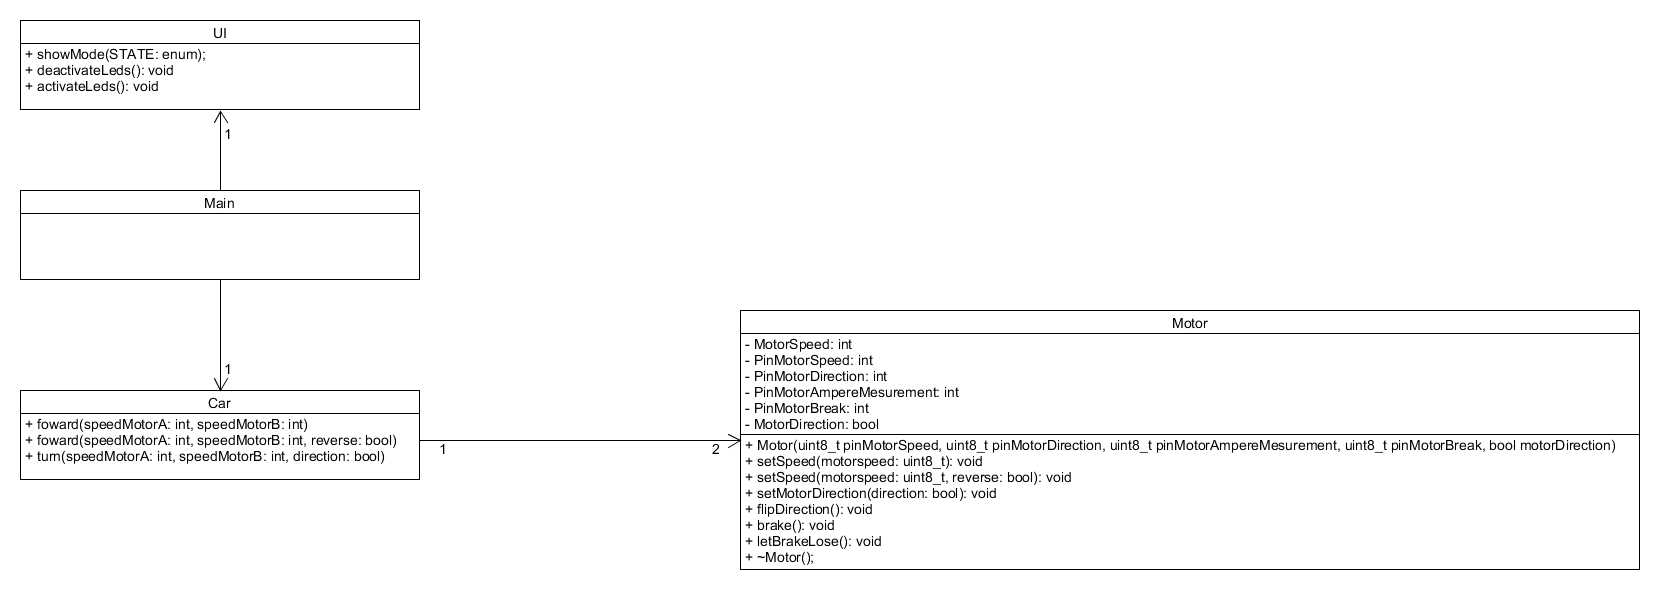 UI
+ showMode(STATE: enum);
+ deactivateLeds(): void
+ activateLeds(): void
1
Main
1
Car
+ foward(speedMotorA: int, speedMotorB: int)
+ foward(speedMotorA: int, speedMotorB: int, reverse: bool)
+ turn(speedMotorA: int, speedMotorB: int, direction: bool)
1
2
Motor
- MotorSpeed: int
- PinMotorSpeed: int
- PinMotorDirection: int
- PinMotorAmpereMesurement: int
- PinMotorBreak: int
- MotorDirection: bool
+ Motor(uint8_t pinMotorSpeed, uint8_t pinMotorDirection, uint8_t pinMotorAmpereMesurement, uint8_t pinMotorBreak, bool motorDirection)
+ setSpeed(motorspeed: uint8_t): void
+ setSpeed(motorspeed: uint8_t, reverse: bool): void
+ setMotorDirection(direction: bool): void
+ flipDirection(): void
+ brake(): void
+ letBrakeLose(): void
+ ~Motor();